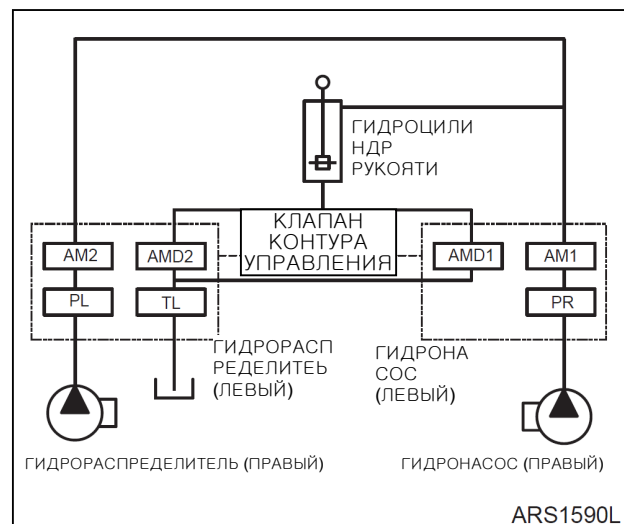 ГИДРОЦИЛИ
НДР
РУКОЯТИ
КЛАПАН
КОНТУРА
УПРАВЛЕНИЯ
AM2
AMD2
AMD1
AM1
PL
TL
PR
ГИДРОРАСП
РЕДЕЛИТЕЬ
(ЛЕВЫЙ)
ГИДРОНА
СОС
(ЛЕВЫЙ)
ГИДРОРАСПРЕДЕЛИТЕЛЬ (ПРАВЫЙ)
ГИДРОНАСОС (ПРАВЫЙ)
ARS1590L